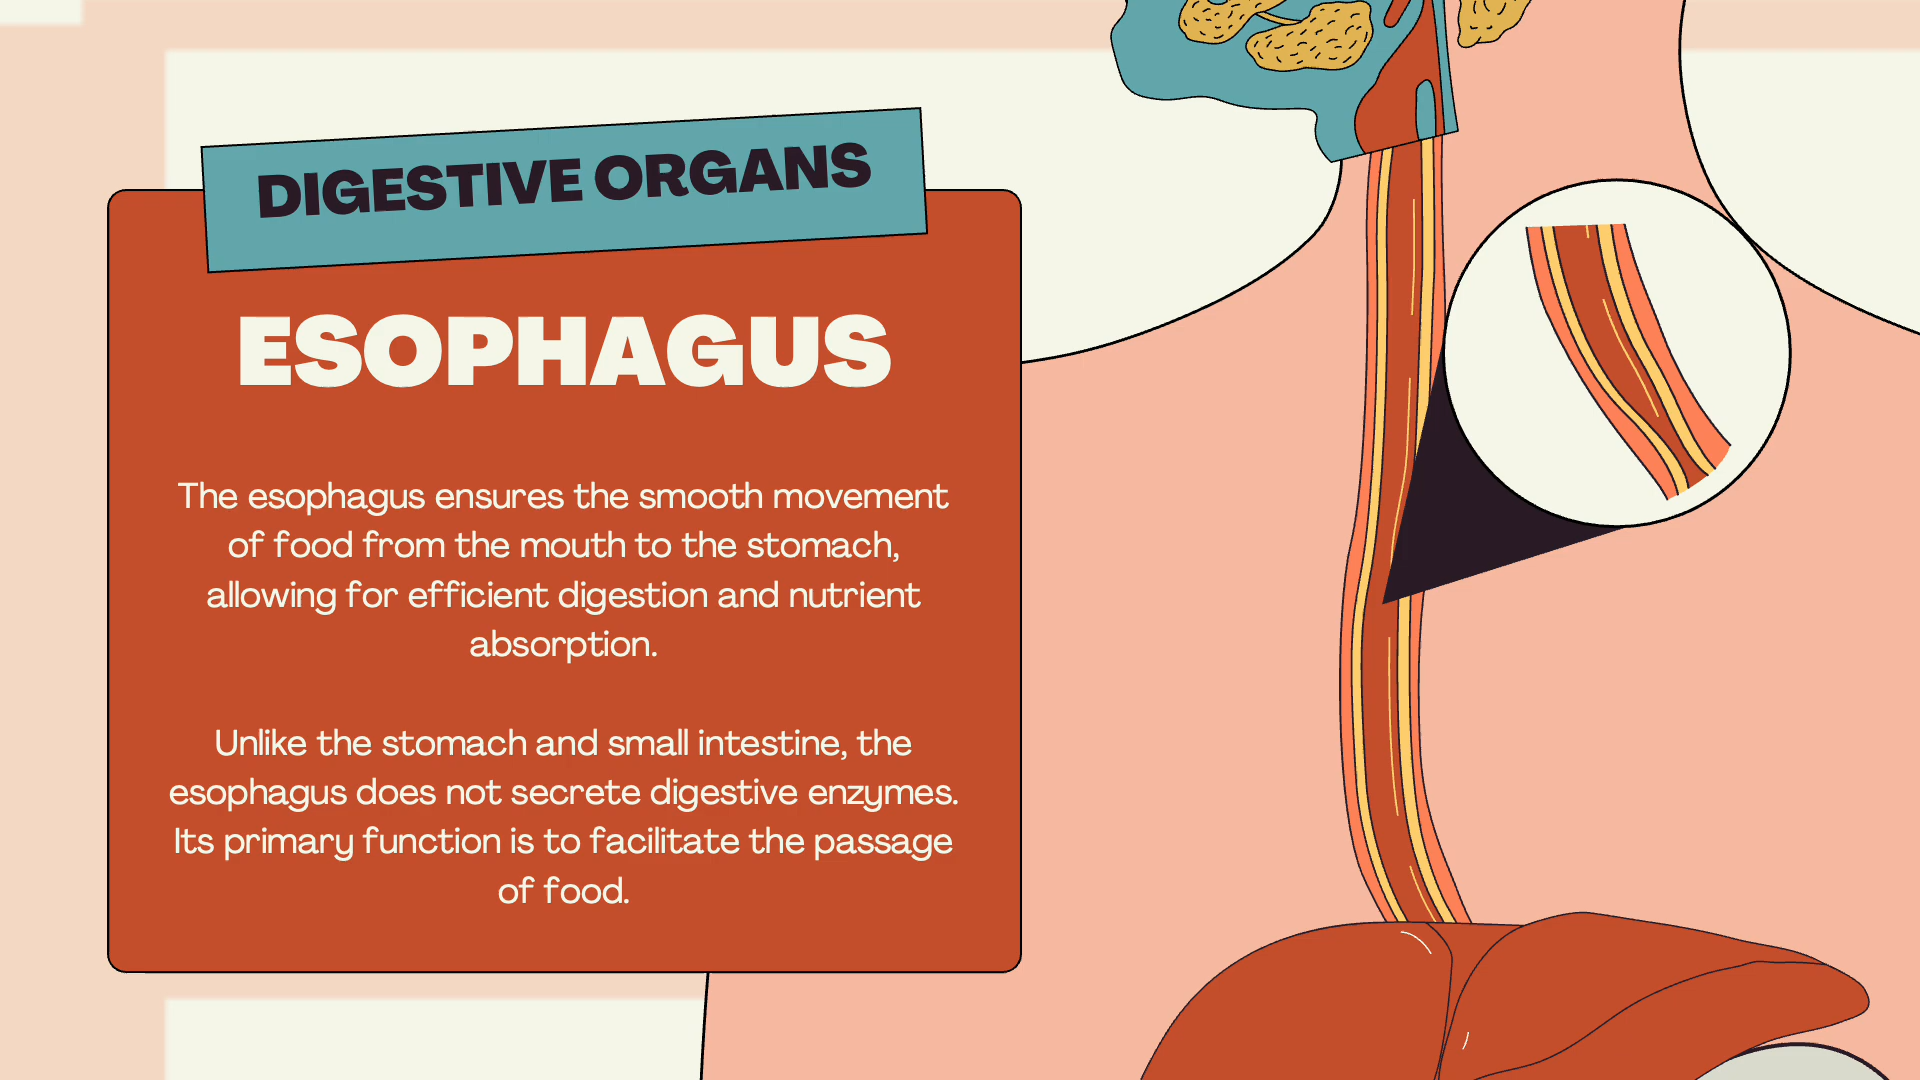 DIGESTIVE ORGANS
ESOPHAGUS
The esophagus ensures the smooth movement
of food from the mouth to the stomach,
allowing for efficient digestion and nutrient
absorption.
Unlike the stomach and small intestine, the
esophagus does not secrete digestive enzymes.
Its primary function is to facilitate the passage
of food.